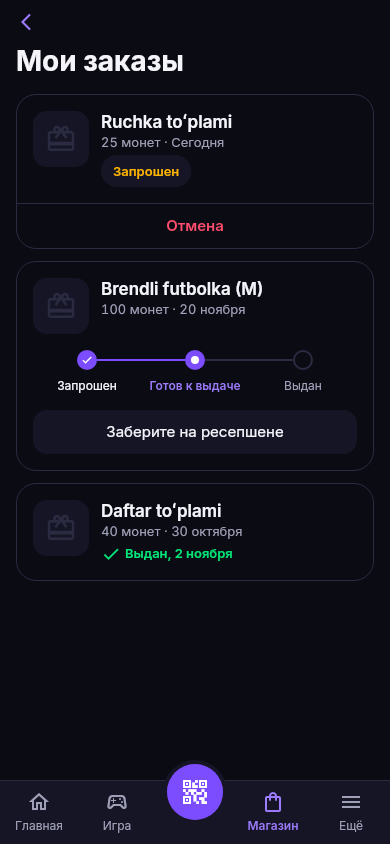 Мои заказы
Ruchka toʻplami
25 монет · Сегодня
Запрошен
Отмена
Brendli futbolka (M)
100 монет · 20 ноября
Запрошен
Готов к выдаче
Выдан
Заберите на ресепшене
Daftar toʻplami
40 монет · 30 октября
Выдан, 2 ноября
Главная
Игра
Магазин
Ещё